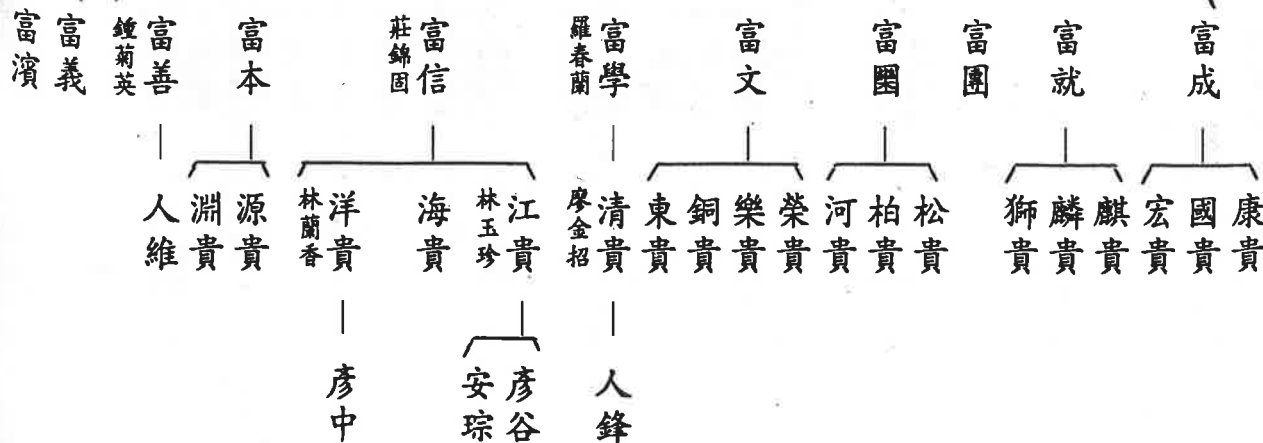 富成
富就
富團
富
富文
富學
羅春蘭
富信
莊錦固
富本
富善
鍾菊英
富義
富濱
康貴
國貴
宏貴
麒貴
麟貴
獅貴
松貴
柏貴
河貴
榮貴
樂貴
銅貴
東貴
清貴
廖金招
江貴
林玉珍
海貴
洋貴
林蘭香
源貴
淵貴
人維
人鋒
彥谷
安琮
彥中